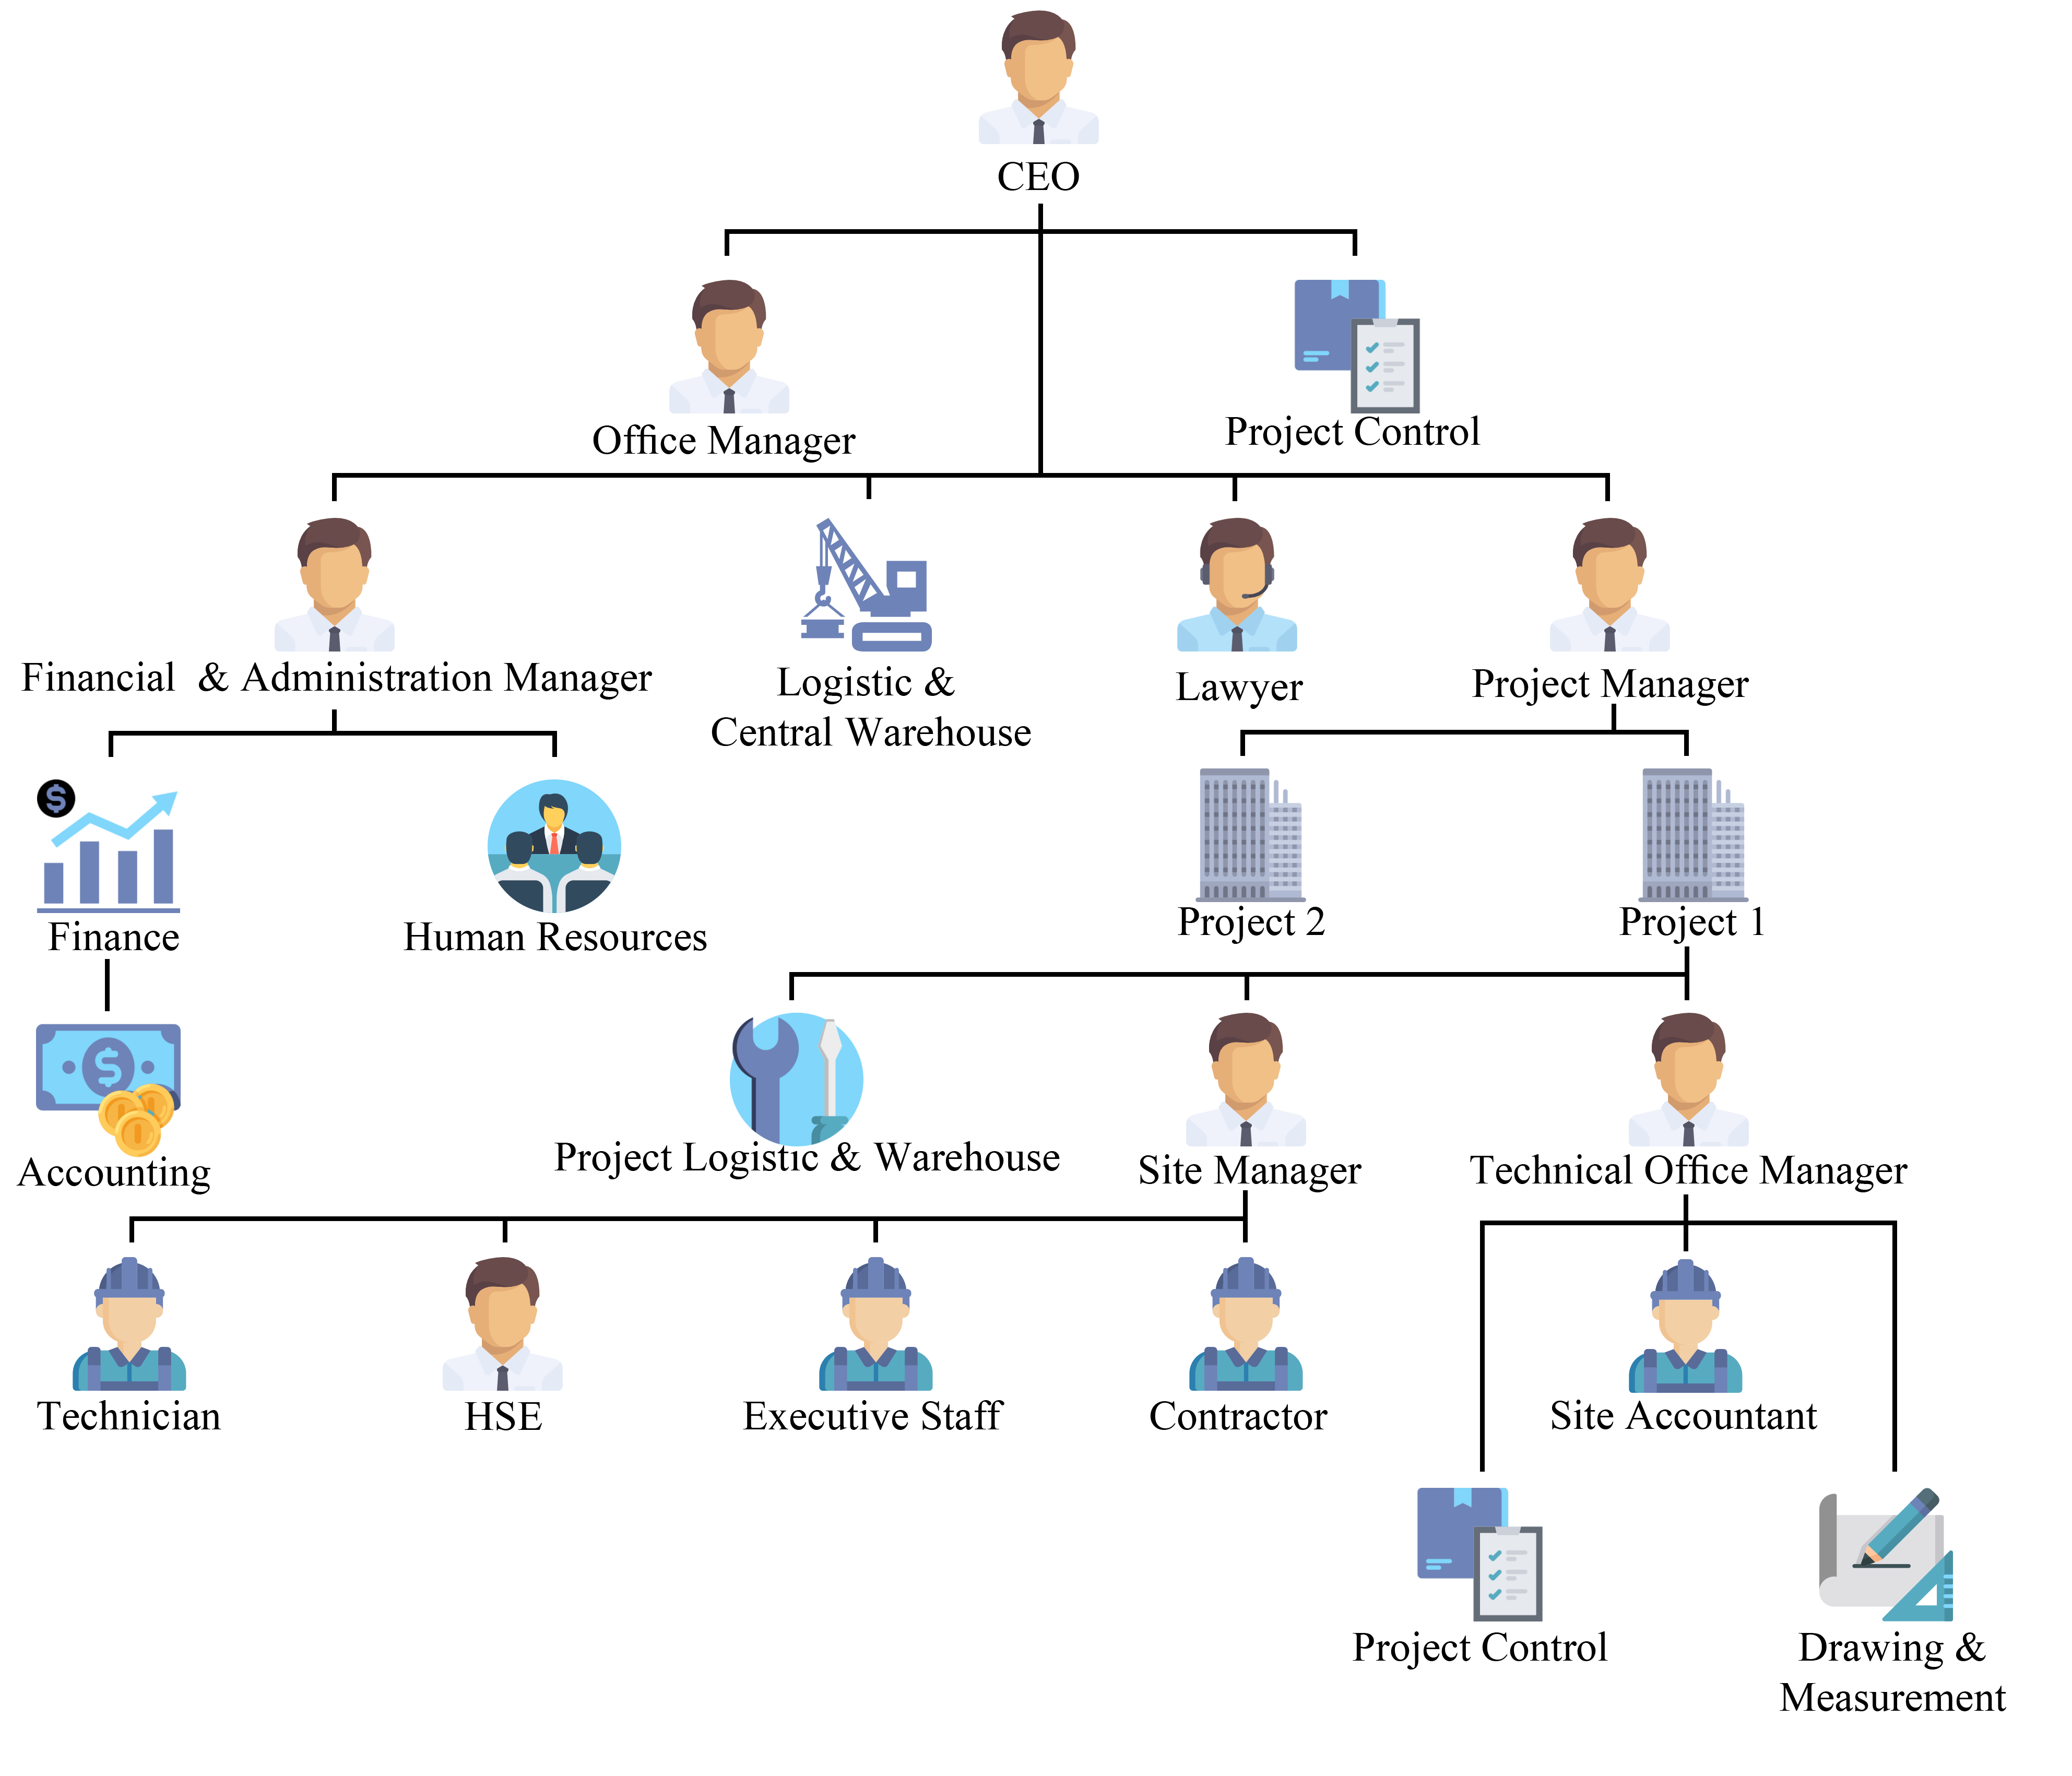 CEO
Office Manager
Project Control
Financial & Administration Manager
Logistic &
Central Warehouse
Lawyer
Project Manager
Finance
Human Resources
Project 2
Project 1
Accounting
Project Logistic & Warehouse
Site Manager
Technical Office Manager
Technician
HSE
Executive Staff
Contractor
Site Accountant
Project Control
Drawing &
Measurement